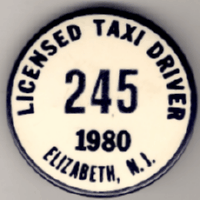 LICENSED TAXI DRIVER
245
1980
ELIZABETH, N.J.